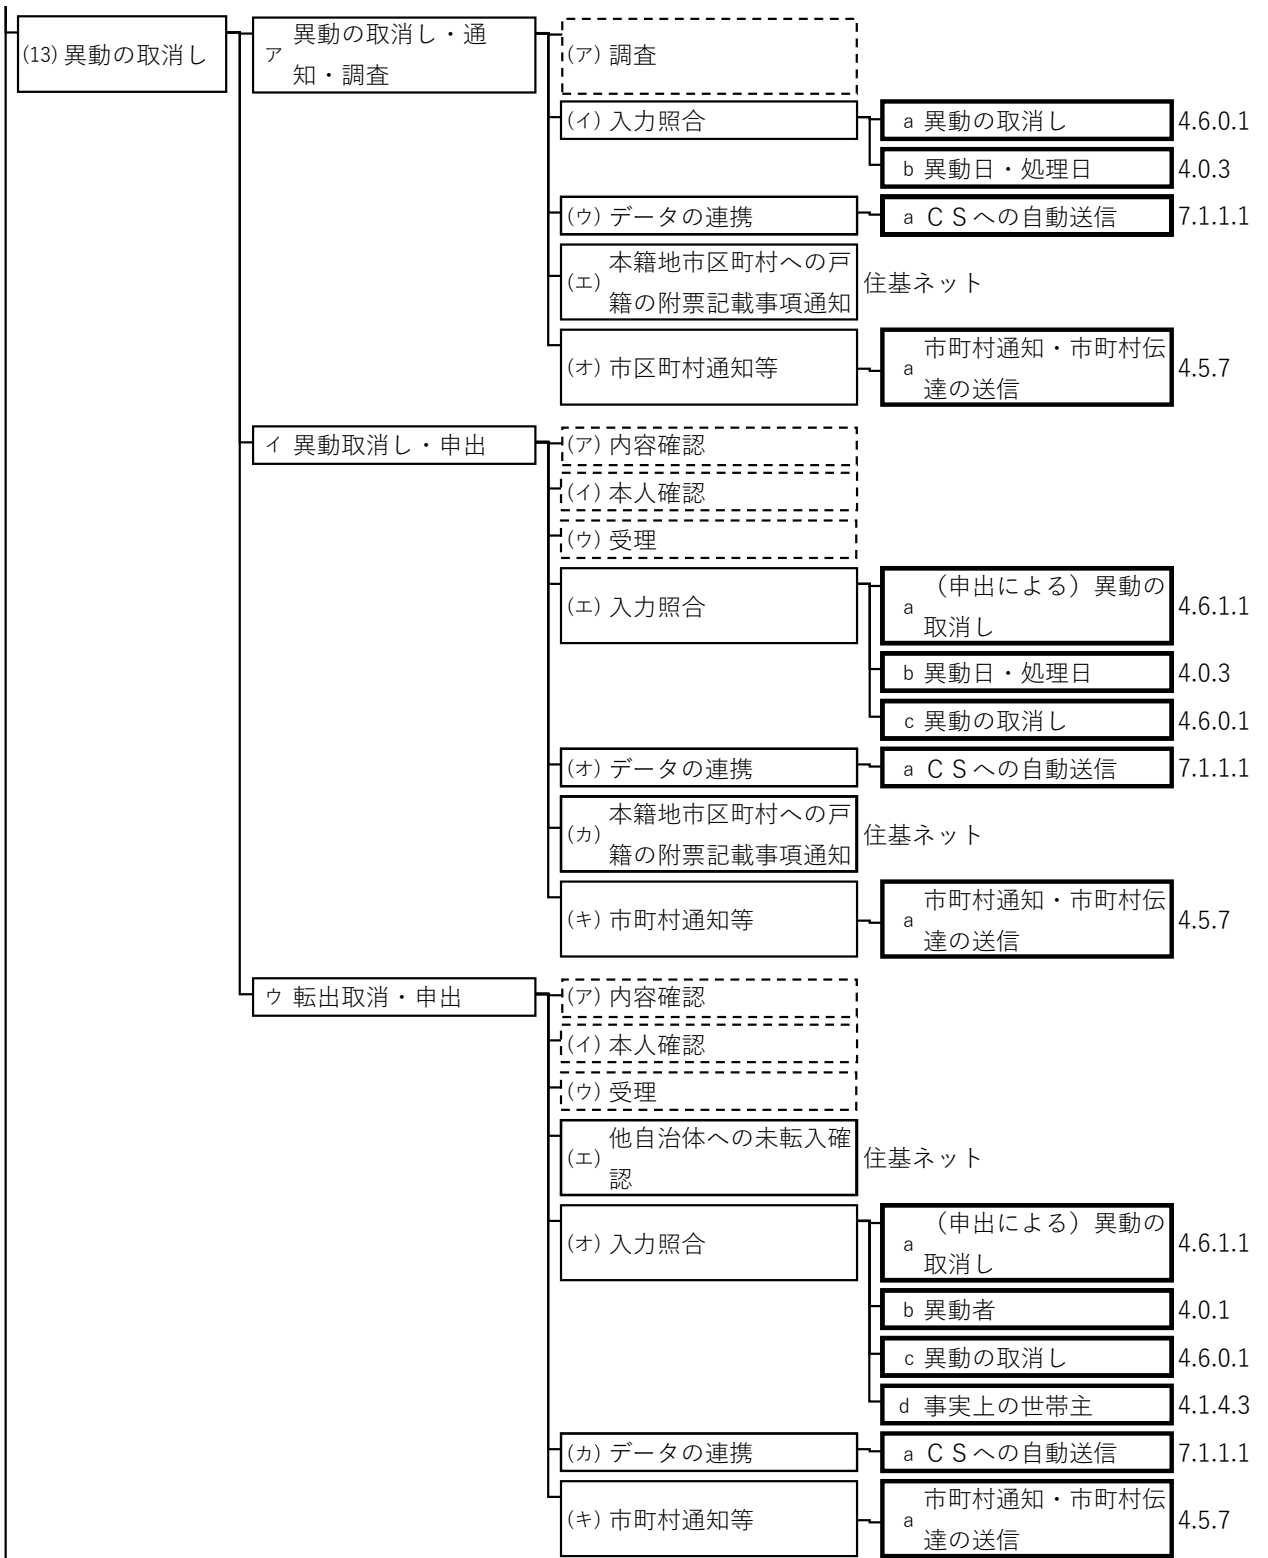 (13) 異動の取消し
ア 異動の取消し・通
知・調査
(ア) 調査
(イ) 入力照合
a 異動の取消し 4.6.0.1
b 異動日・処理日 4.0.3
(ウ) データの連携
a ＣＳへの自動送信 7.1.1.1
(エ) 本籍地市区町村への戸
籍の附票記載事項通知
住基ネット
(オ) 市区町村通知等
a 市町村通知・市町村伝
達の送信
4.5.7
イ 異動取消し・申出
(ア) 内容確認
(イ) 本人確認
(ウ) 受理
(エ) 入力照合
a （申出による）異動の
取消し
4.6.1.1
b 異動日・処理日 4.0.3
c 異動の取消し 4.6.0.1
(オ) データの連携
a ＣＳへの自動送信 7.1.1.1
(カ) 本籍地市区町村への戸
籍の附票記載事項通知
住基ネット
(キ) 市町村通知等
a 市町村通知・市町村伝
達の送信
4.5.7
ウ 転出取消・申出
(ア) 内容確認
(イ) 本人確認
(ウ) 受理
(エ) 他自治体への未転入確
認
住基ネット
(オ) 入力照合
a （申出による）異動の
取消し
4.6.1.1
b 異動者 4.0.1
c 異動の取消し 4.6.0.1
d 事実上の世帯主 4.1.4.3
(カ) データの連携
a ＣＳへの自動送信 7.1.1.1
(キ) 市町村通知等
a 市町村通知・市町村伝
達の送信
4.5.7